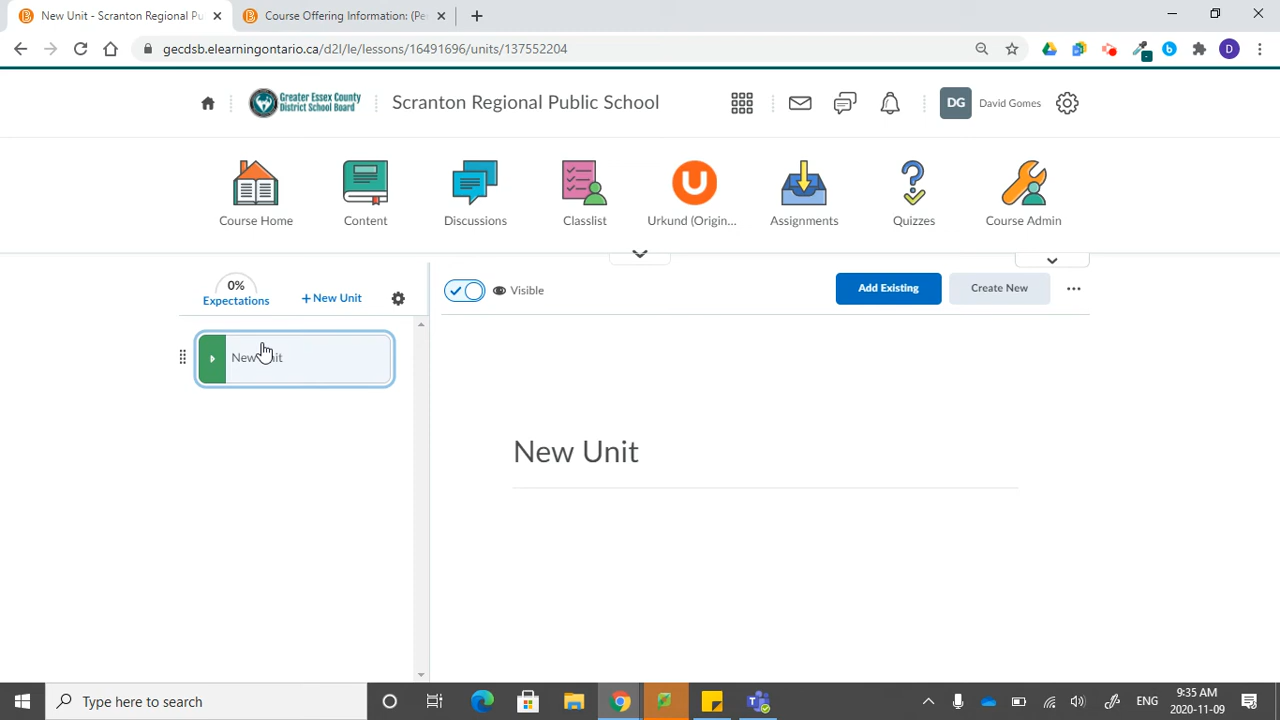 New Unit - Scranton Regional Pu
Course Offering Information: (Pe
gecdsb.elearningontario.ca/d2l/le/lessons/16491696/units/137552204
D
Greater Essex County
District School Board
Scranton Regional Public School
DG
David Gomes
Course Home
Content
Discussions
Classlist
Urkund (Origin...
Assignments
Quizzes
Course Admin
0%
Expectations
+ New Unit
Visible
Add Existing
Create New
New Unit
New Unit
Type here to search
ENG
9:35 AM
2020-11-09